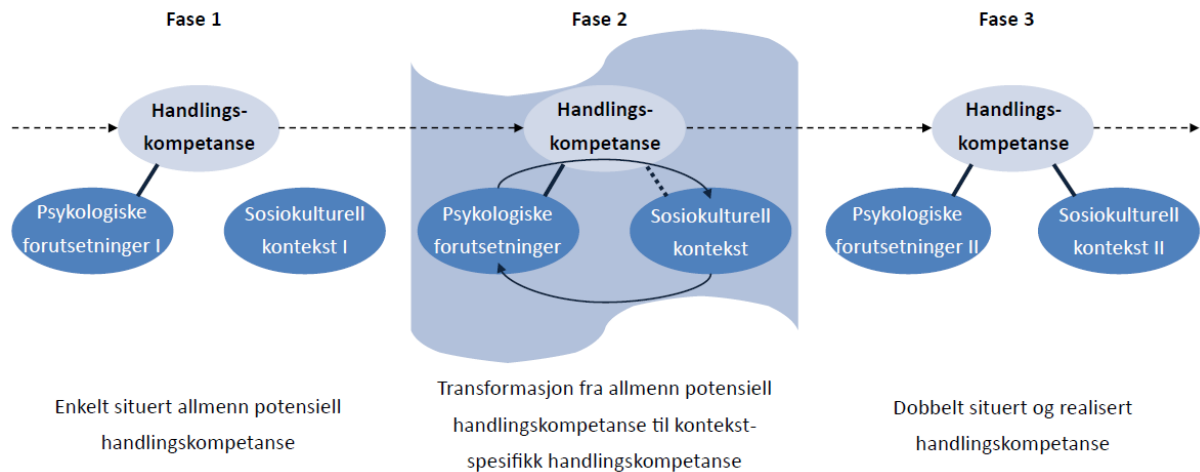 Fase 1
Fase 2
Fase 3
Handlings-
kompetanse
Psykologiske
forutsetninger I
Sosiokulturell
kontekst I
Handlings-
kompetanse
Psykologiske
forutsetninger
Sosiokulturell
kontekst
Handlings-
kompetanse
Psykologiske
forutsetninger II
Sosiokulturell
kontekst II
Enkelt situert allmenn potensiell
handlingskompetanse
Transformasjon fra allmenn potensiell
handlingskompetanse til kontekst-
spesifikk handlingskompetanse
Dobbelt situert og realisert
handlingskompetanse